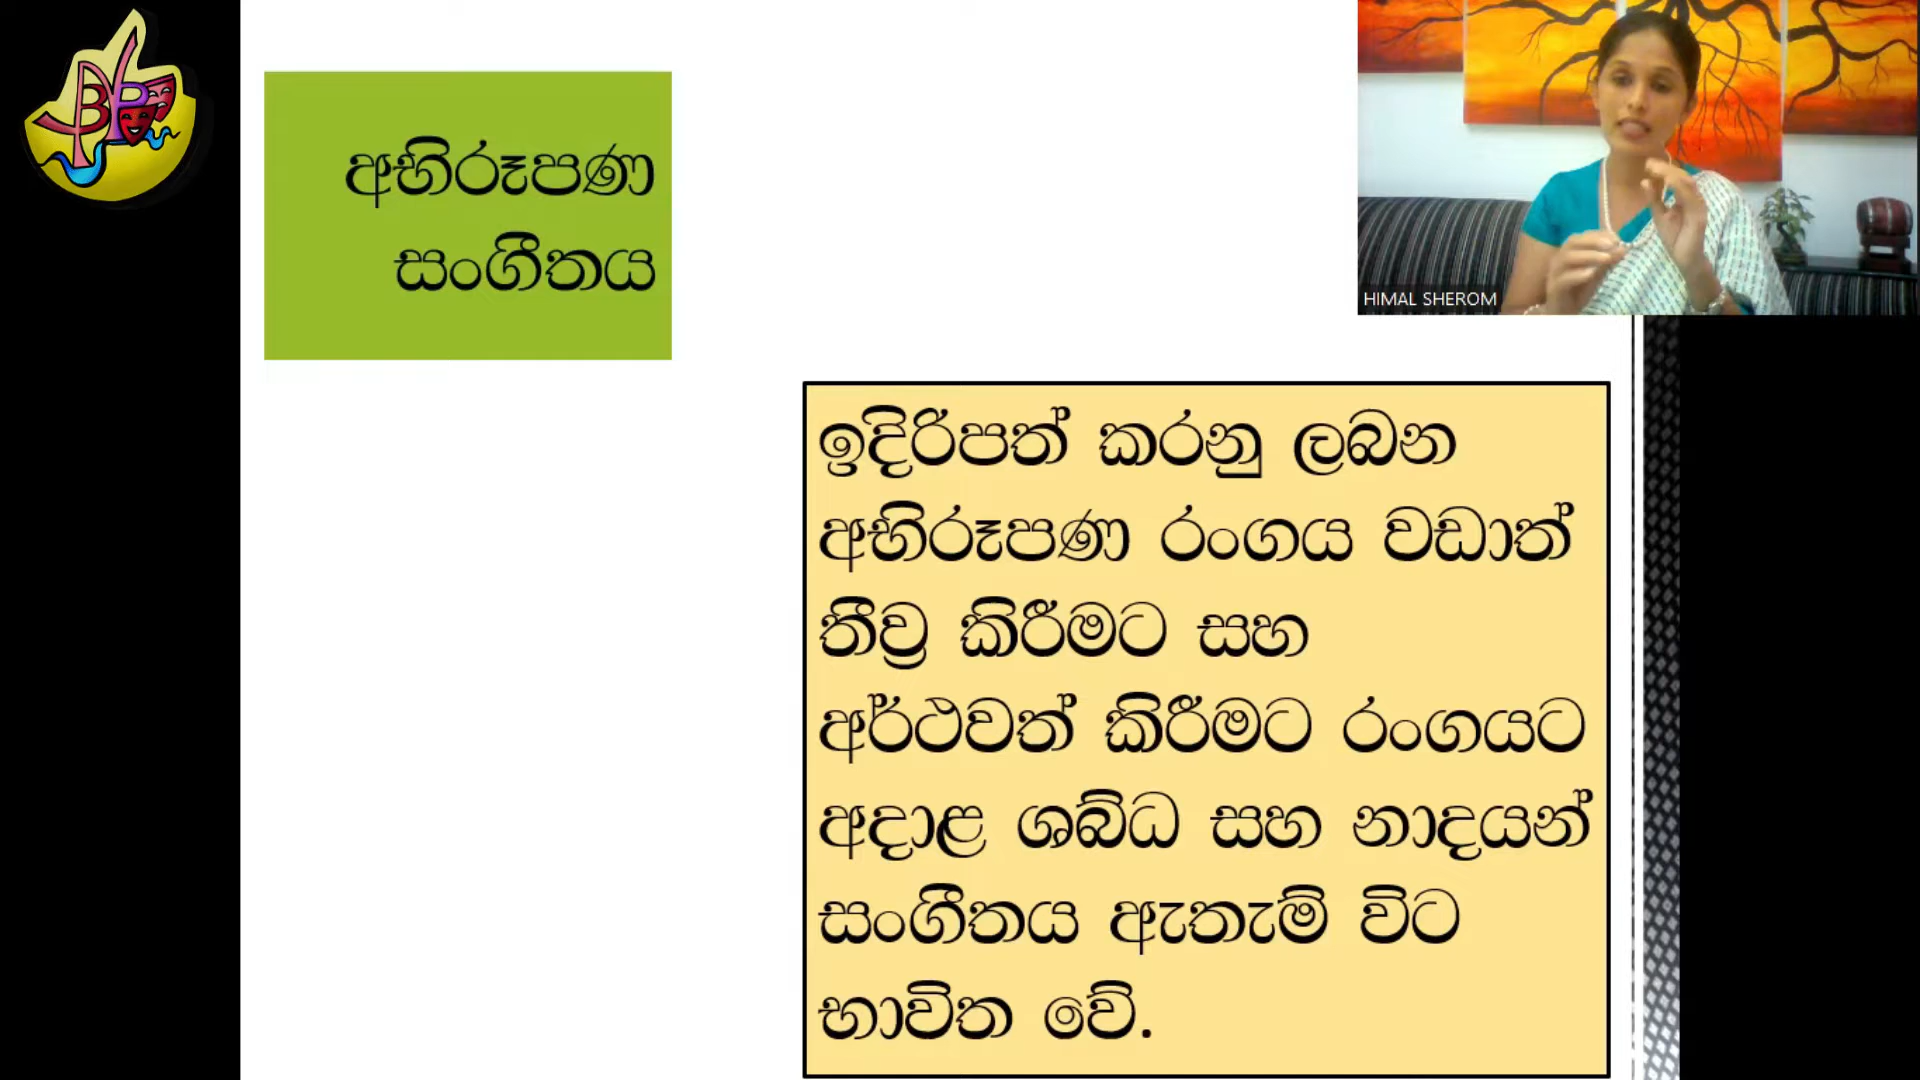 අභිරූපණ
සංගීතය
HIMAL SHEROM
ඉදිරිපත් කරනු ලබන
අභිරූපණ රංගය වඩාත්
තීව්‍ර කිරීමට සහ
අර්ථවත් කිරීමට රංගයට
අදාළ ශබ්ධ සහ නාදයන්
සංගීතය ඇතැම් විට
භාවිත වේ.